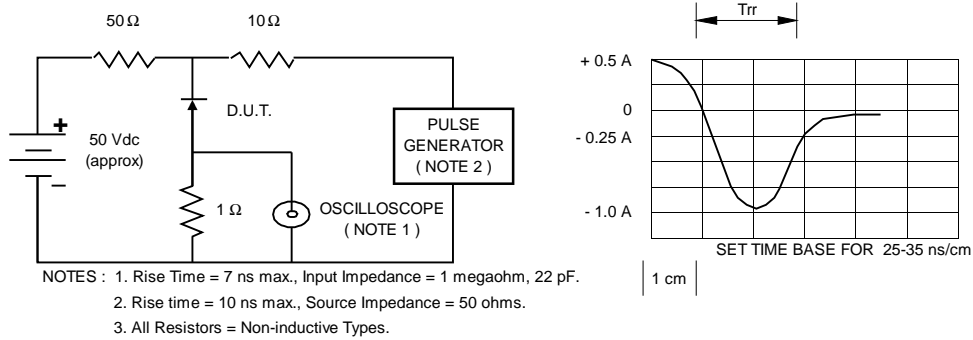 50 Ω
10 Ω
D.U.T.
+
50 Vdc
(approx)
−
1 Ω
OSCILLOSCOPE
( NOTE 1 )
PULSE
GENERATOR
( NOTE 2 )
Trr
+ 0.5 A
0
- 0.25 A
- 1.0 A
SET TIME BASE FOR 25-35 ns/cm
1 cm
NOTES : 1. Rise Time = 7 ns max., Input Impedance = 1 megaohm, 22 pF.
2. Rise time = 10 ns max., Source Impedance = 50 ohms.
3. All Resistors = Non-inductive Types.